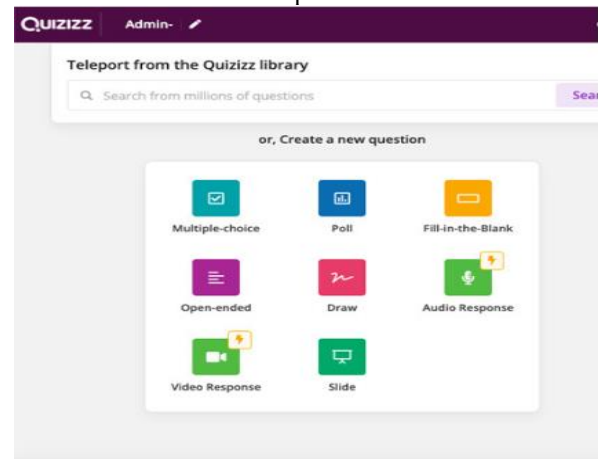 QUIZIZZ Admin-
Teleport from the Quizizz library
Search from millions of questions
or, Create a new question
Multiple-choice Poll Fill-in-the-Blank
Open-ended Draw Audio Response
Video Response Slide